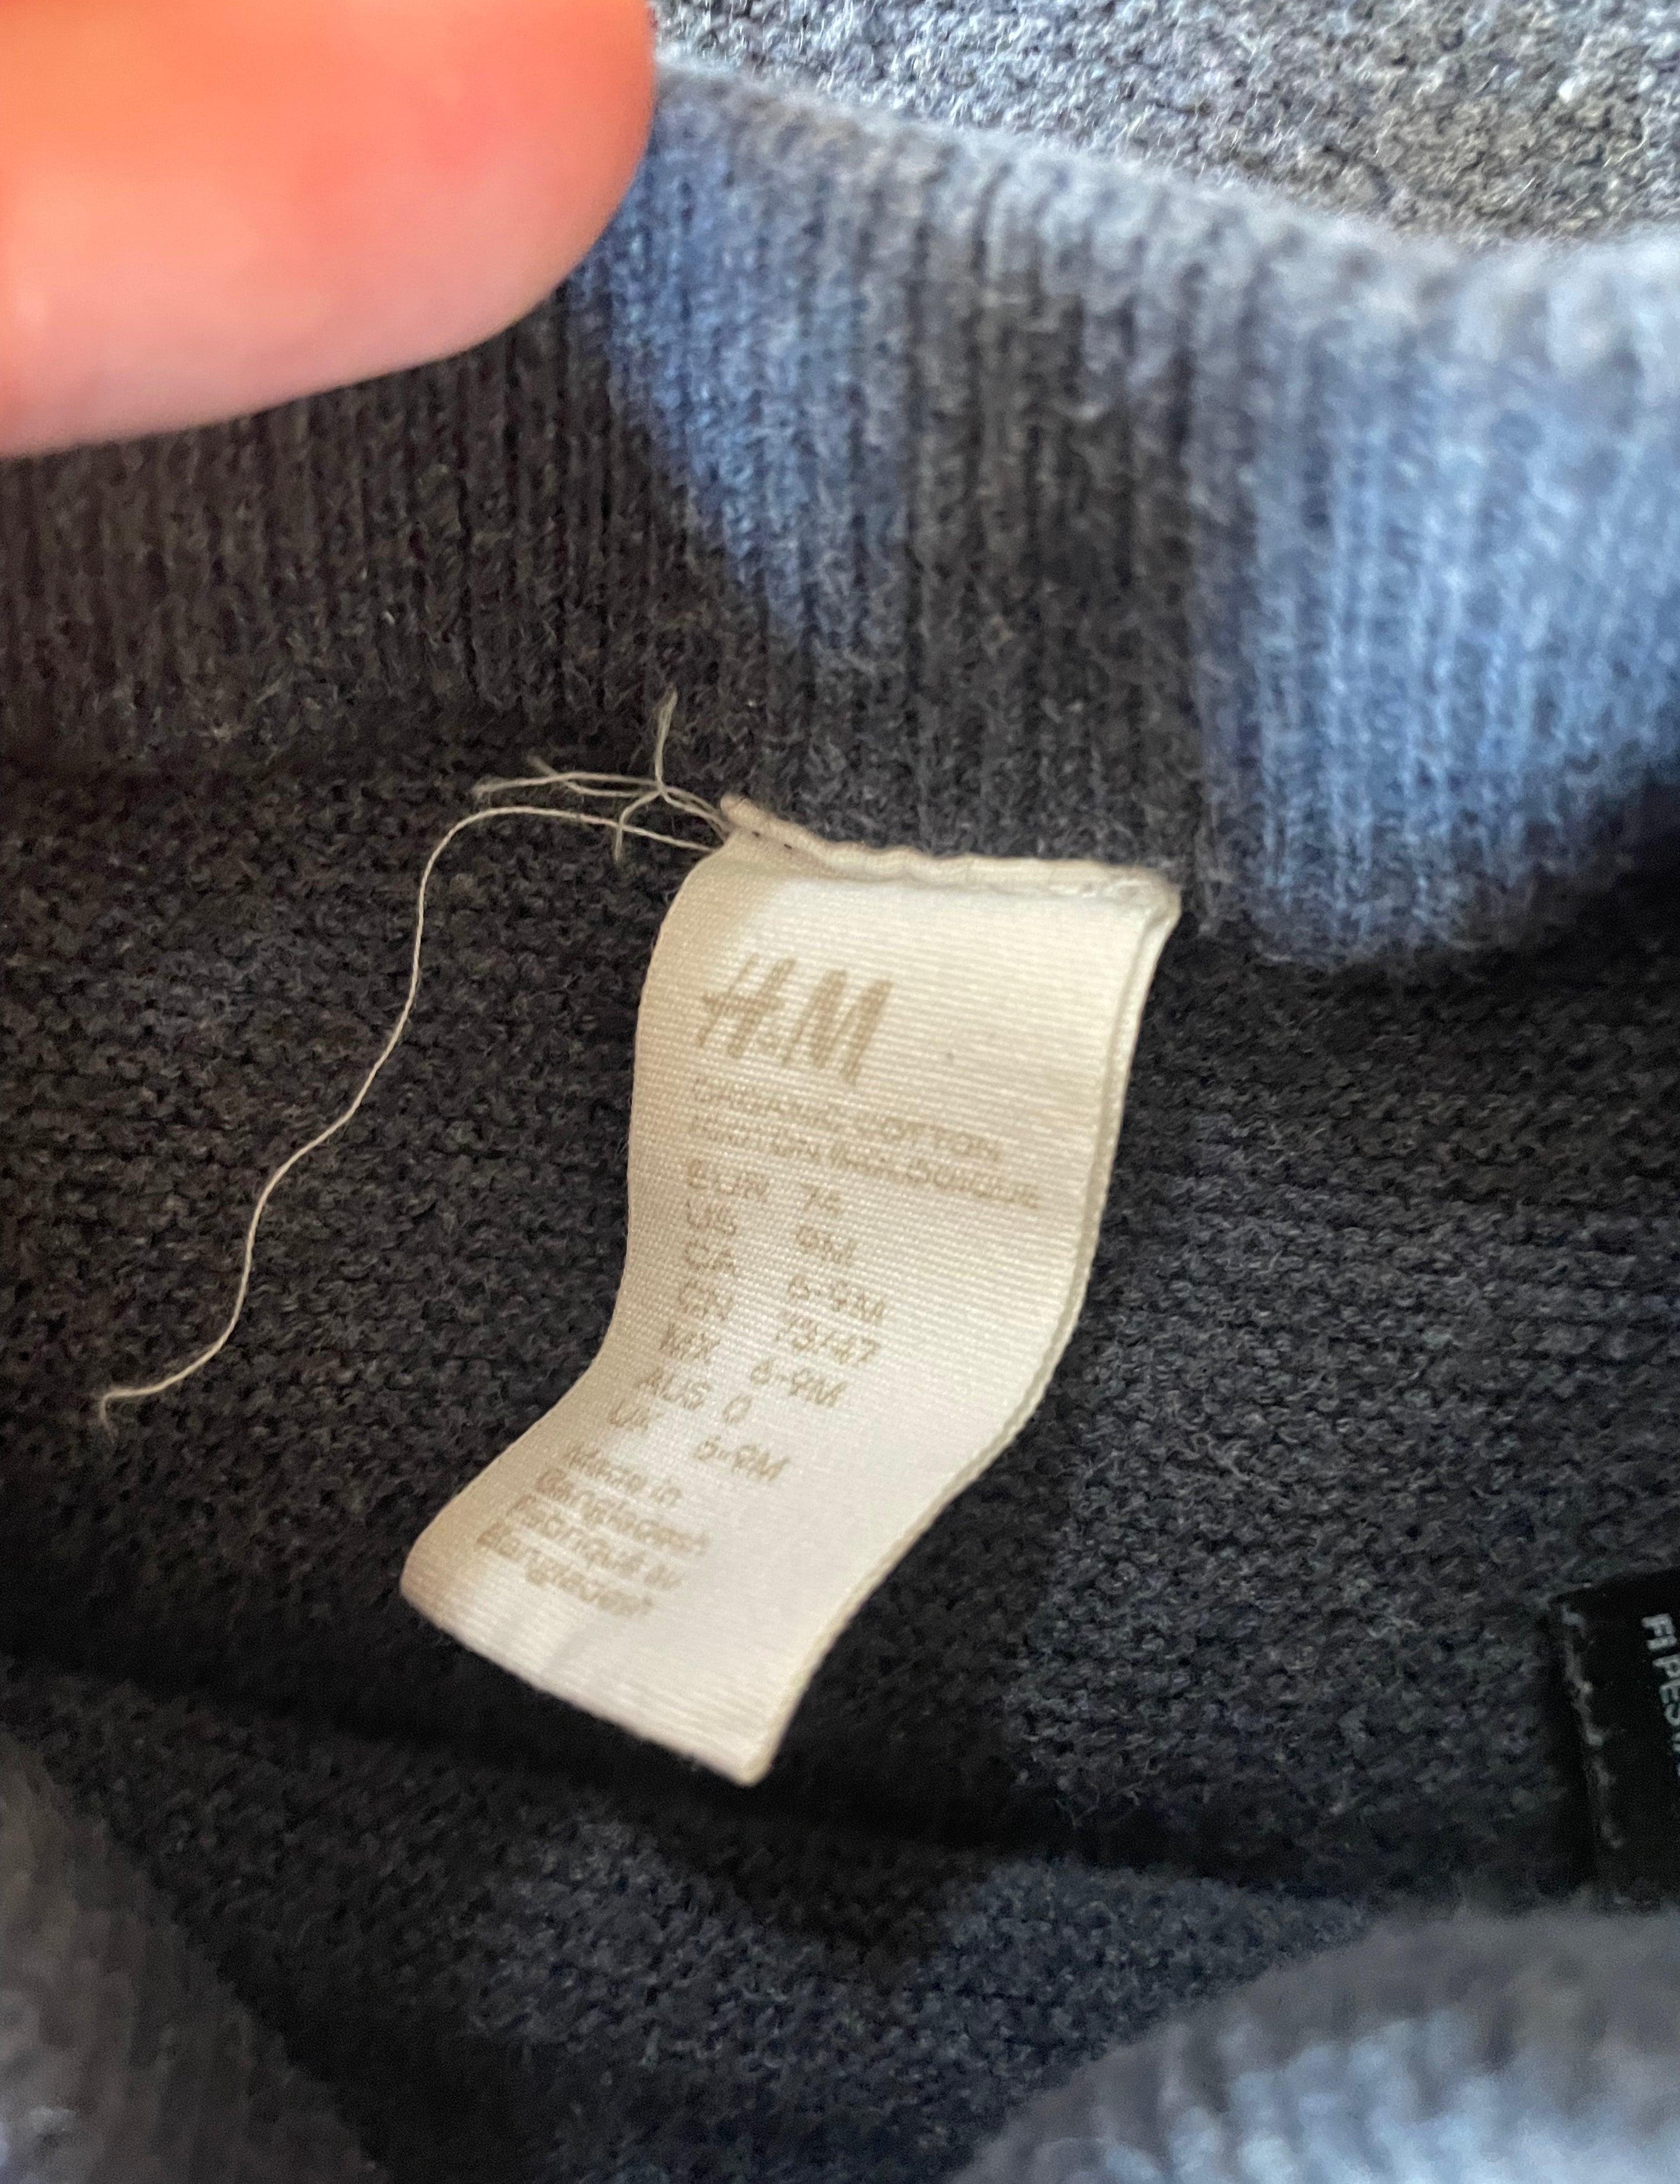 H&M
ORGANIC COTTON
EUR 74
US 9M
CA 6-9M
CN 73/47
MX 6-9M
AUS 0
UK 6-9M
Made in
Bangladesh
Fabriqué au
Bangladesh